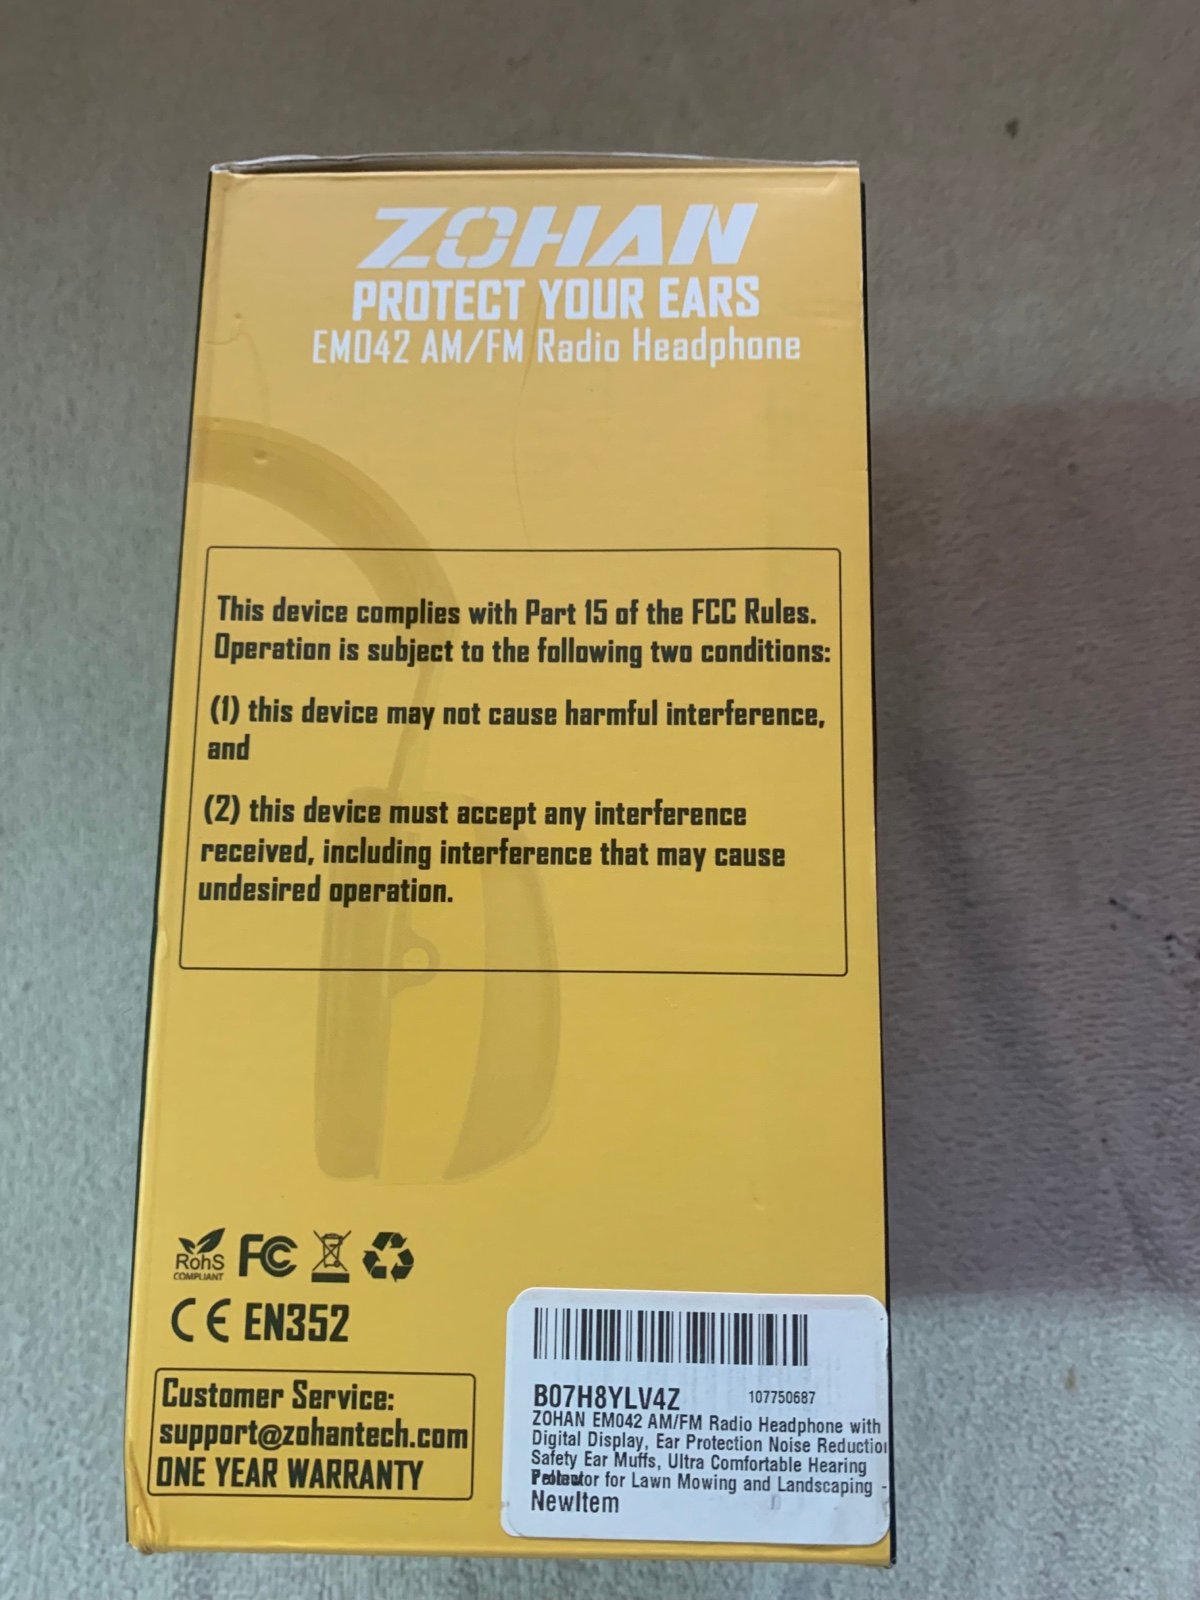 ZOHAN
PROTECT YOUR EARS
EM042 AM/FM Radio Headphone
This device complies with Part 15 of the FCC Rules.
Operation is subject to the following two conditions:
(1) this device may not cause harmful interference,
and
(2) this device must accept any interference
received, including interference that may cause
undesired operation.
RoHS
COMPLIANT
FC
CE EN352
Customer Service:
support@zohantech.com
ONE YEAR WARRANTY
B07H8YLV4Z 107750687
ZOHAN EM042 AM/FM Radio Headphone with
Digital Display, Ear Protection Noise Reduction
Safety Ear Muffs, Ultra Comfortable Hearing
for Lawn Mowing and Landscaping -
NewItem